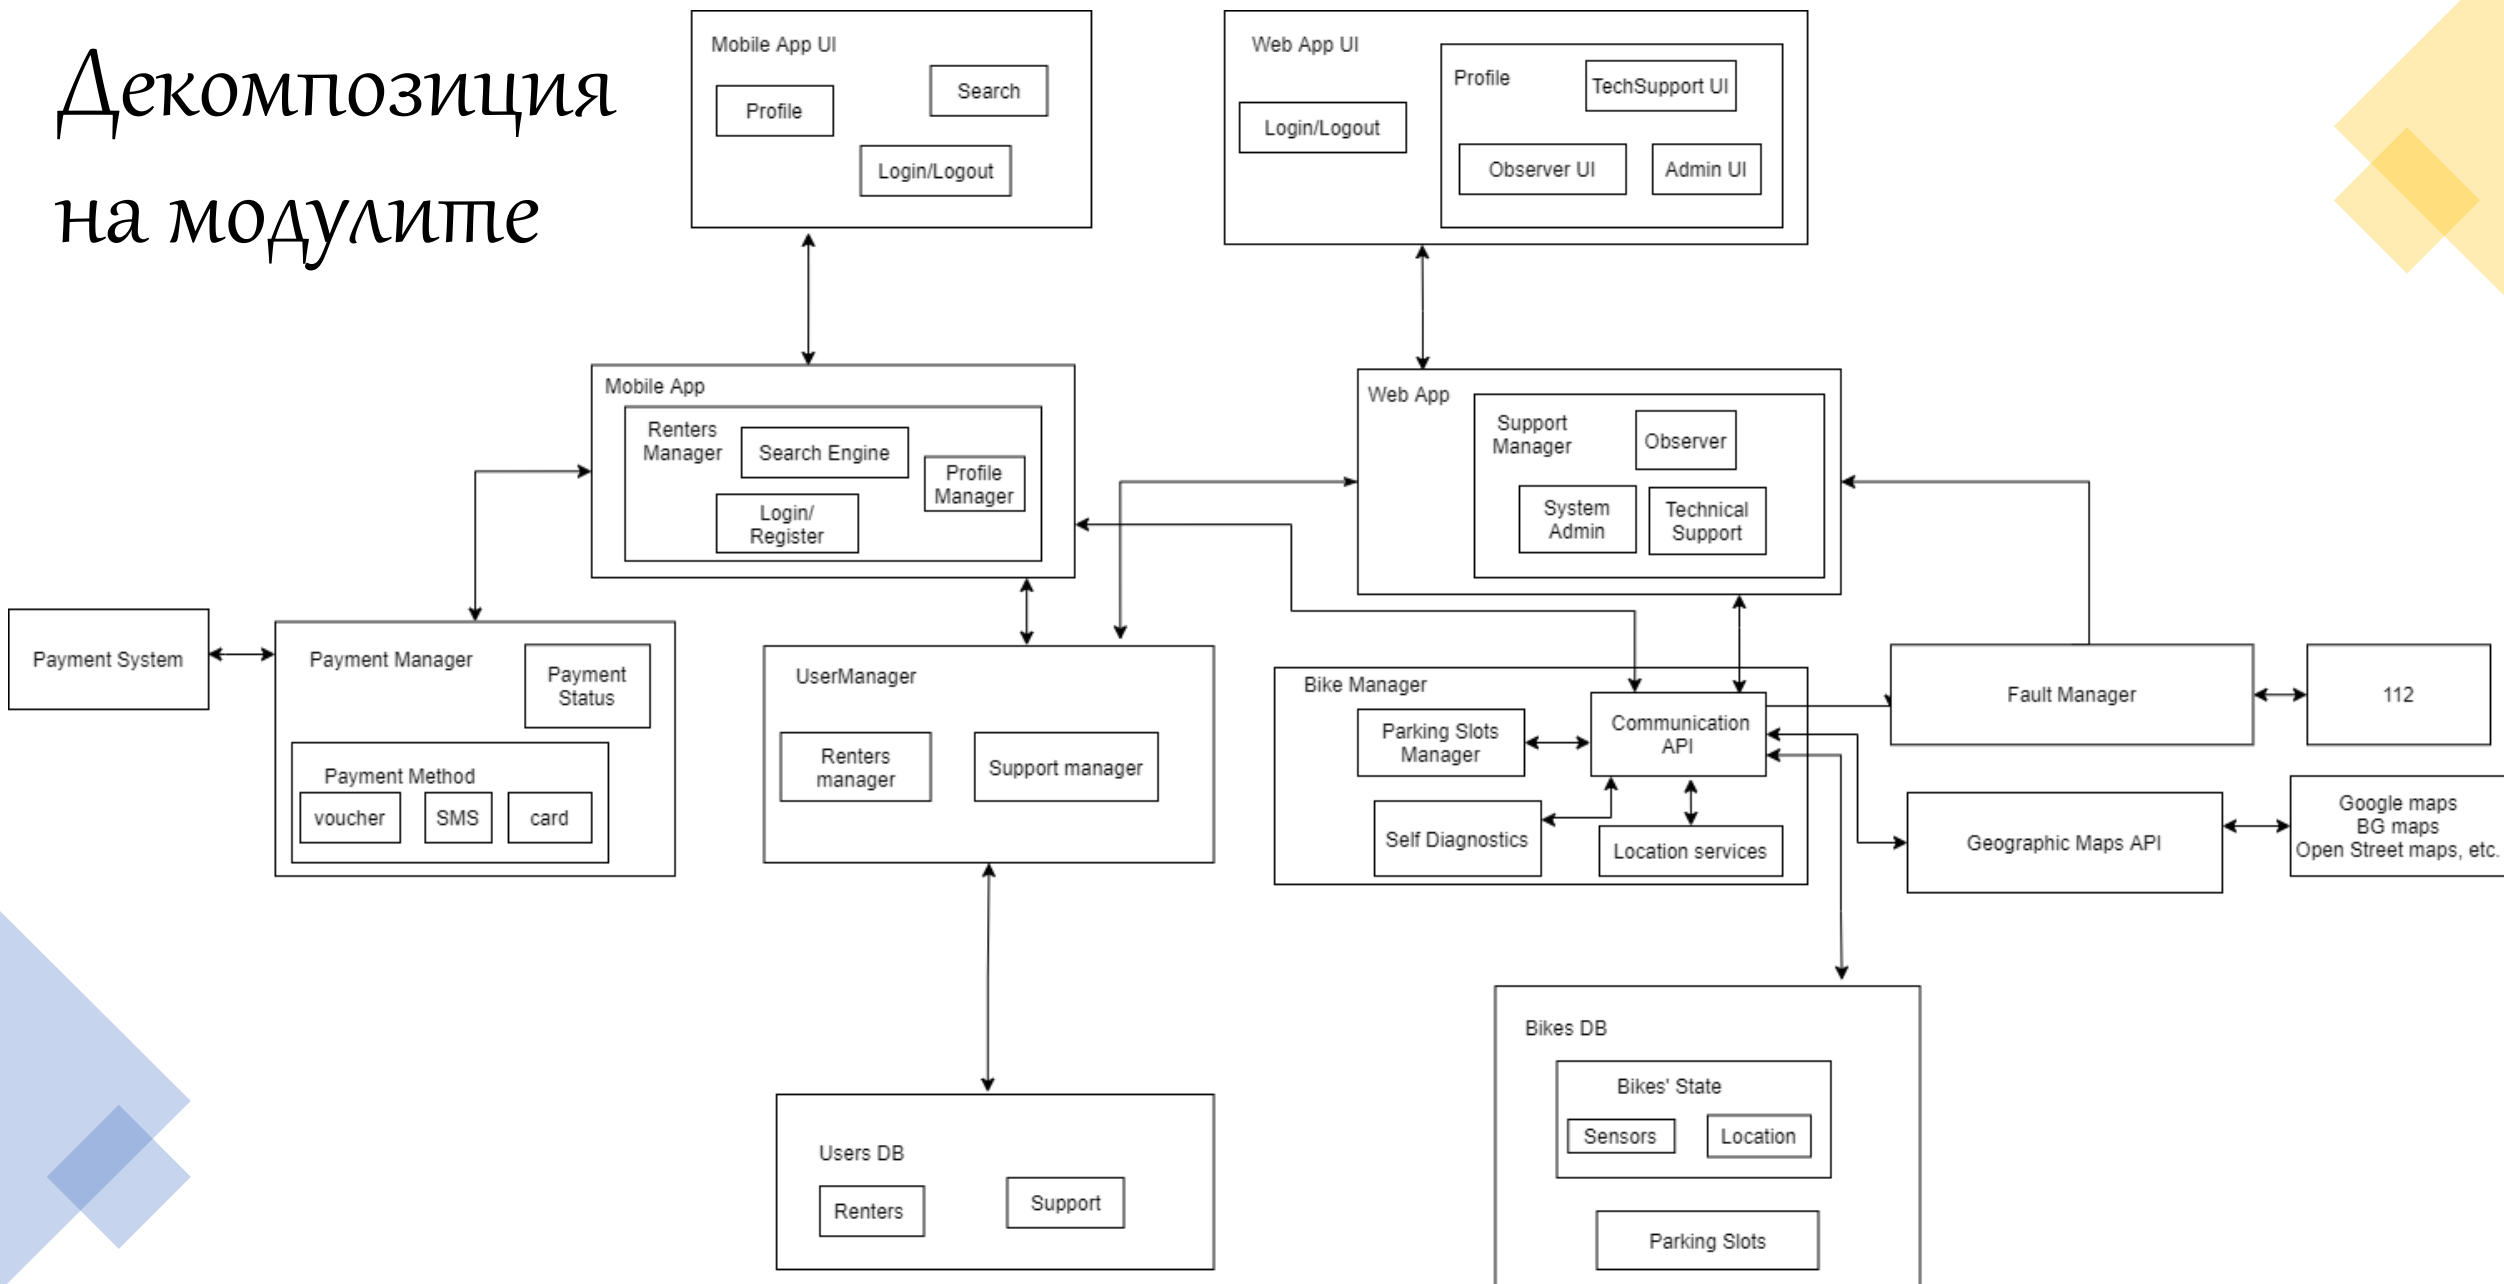 Декомпозиция
на модулите
Mobile App UI
Profile
Search
Login/Logout
Web App UI
Login/Logout
Profile
TechSupport UI
Observer UI
Admin UI
Mobile App
Renters
Manager
Search Engine
Profile
Manager
Login/
Register
Web App
Support
Manager
Observer
System
Admin
Technical
Support
Payment System
Payment Manager
Payment
Status
Payment Method
voucher
SMS
card
UserManager
Renters
manager
Support manager
Bike Manager
Parking Slots
Manager
Communication
API
Self Diagnostics
Location services
Fault Manager
112
Geographic Maps API
Google maps
BG maps
Open Street maps, etc.
Users DB
Renters
Support
Bikes DB
Bikes' State
Sensors
Location
Parking Slots